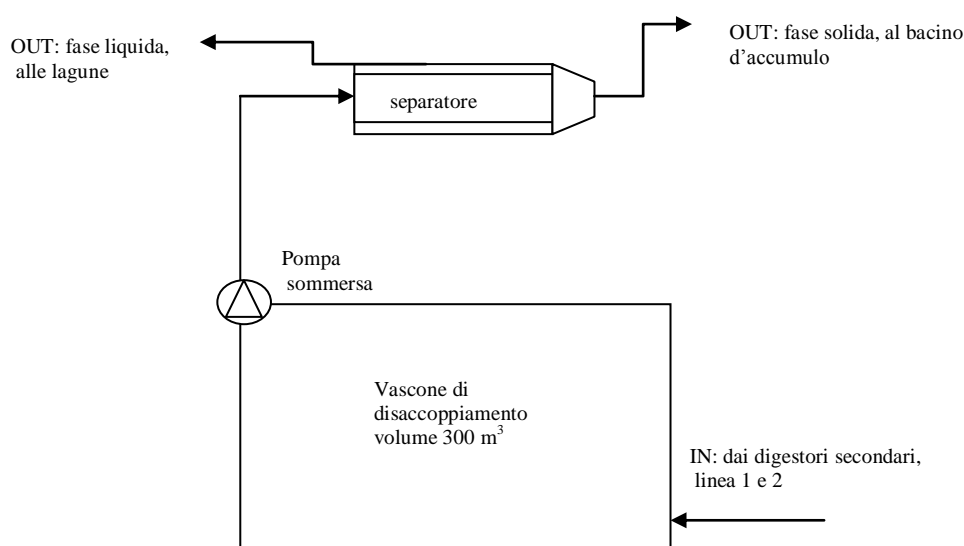 OUT: fase liquida,
alle lagune
OUT: fase solida, al bacino
d'accumulo
separatore
Pompa
sommersa
Vascone di
disaccoppiamento
volume 300 m³
IN: dai digestori secondari,
linea 1 e 2